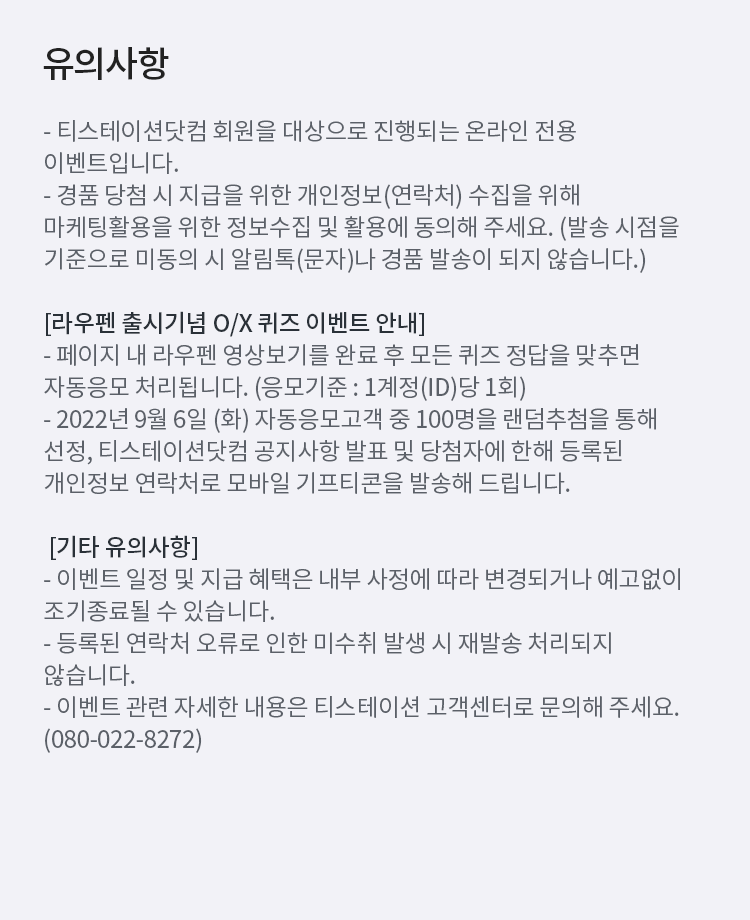 유의사항
- 티스테이션닷컴 회원을 대상으로 진행되는 온라인 전용
이벤트입니다.
- 경품 당첨 시 지급을 위한 개인정보(연락처) 수집을 위해
마케팅활용을 위한 정보수집 및 활용에 동의해 주세요. (발송 시점을
기준으로 미동의 시 알림톡(문자)나 경품 발송이 되지 않습니다.)
[라우펜 출시기념 O/X 퀴즈 이벤트 안내]
- 페이지 내 라우펜 영상보기를 완료 후 모든 퀴즈 정답을 맞추면
자동응모 처리됩니다. (응모기준 : 1계정(ID)당 1회)
- 2022년 9월 6일 (화) 자동응모고객 중 100명을 랜덤추첨을 통해
선정, 티스테이션닷컴 공지사항 발표 및 당첨자에 한해 등록된
개인정보 연락처로 모바일 기프티콘을 발송해 드립니다.
[기타 유의사항]
- 이벤트 일정 및 지급 혜택은 내부 사정에 따라 변경되거나 예고없이
조기종료될 수 있습니다.
- 등록된 연락처 오류로 인한 미수취 발생 시 재발송 처리되지
않습니다.
- 이벤트 관련 자세한 내용은 티스테이션 고객센터로 문의해 주세요.
(080-022-8272)